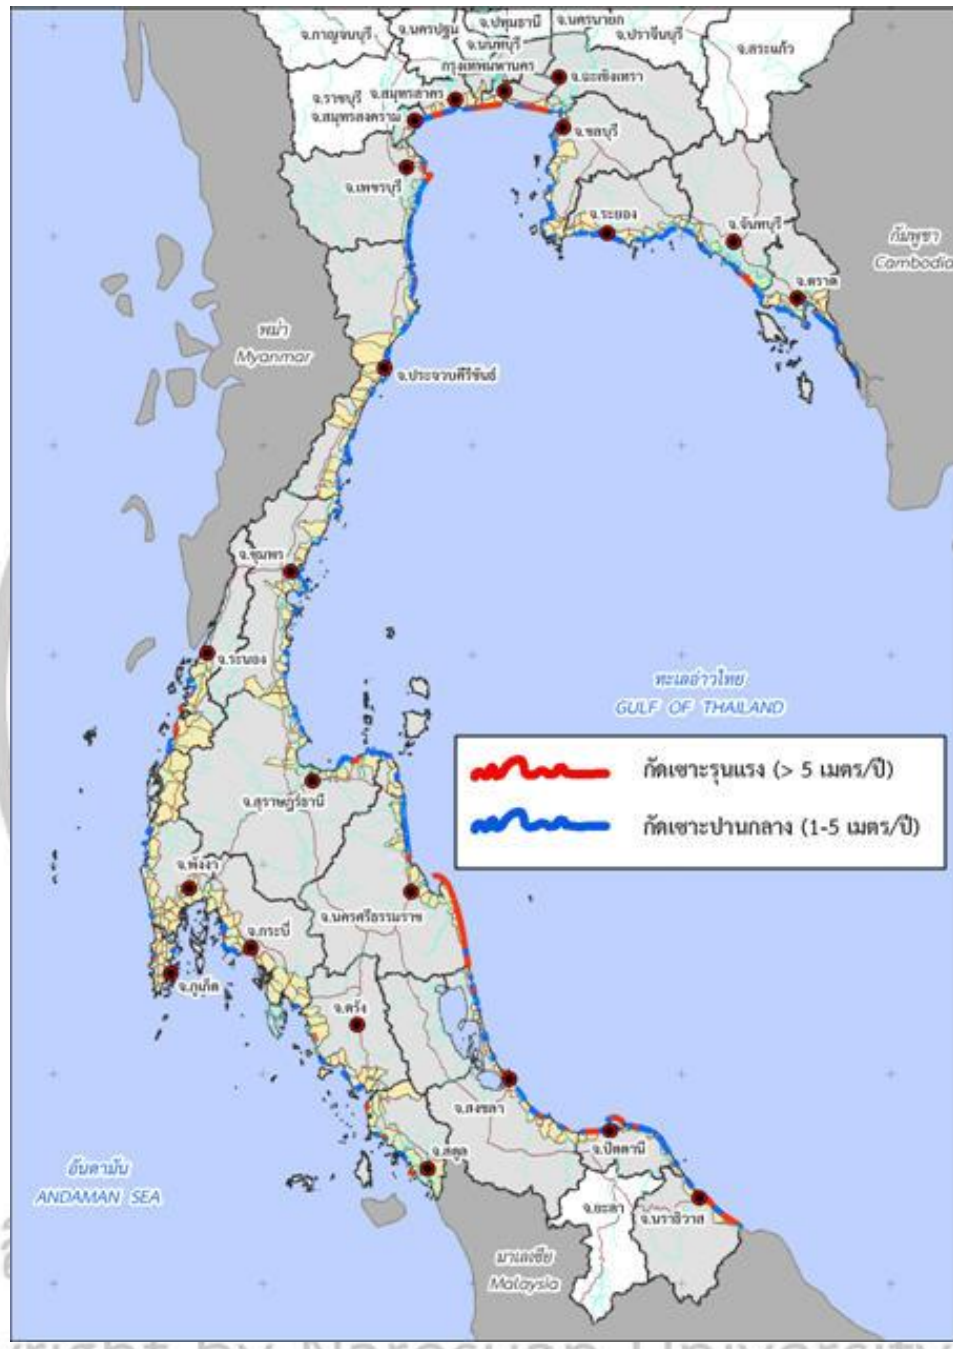 จ.กาญจนบุรี
จ.นครปฐม
จ.ปทุมธานี
จ.นครนายก
จ.ปราจีนบุรี
จ.นนทบุรี
จ.สระแก้ว
กรุงเทพมหานคร
จ.ฉะเชิงเทรา
จ.ราชบุรี
จ.สมุทรสาคร
จ.สมุทรสงคราม
จ.ชลบุรี
จ.เพชรบุรี
จ.ระยอง
จ.จันทบุรี
กัมพูชา
Cambodia
จ.ตราด
พม่า
Myanmar
จ.ประจวบคีรีขันธ์
จ.ชุมพร
จ.ระนอง
ทะเลอ่าวไทย
GULF OF THAILAND
กัดเซาะรุนแรง (> 5 เมตร/ปี)
กัดเซาะปานกลาง (1-5 เมตร/ปี)
จ.สุราษฎร์ธานี
จ.พังงา
จ.นครศรีธรรมราช
จ.กระบี่
จ.ภูเก็ต
จ.ตรัง
จ.สงขลา
จ.ปัตตานี
จ.สตูล
อันดามัน
ANDAMAN SEA
จ.ยะลา
จ.นราธิวาส
มาเลเซีย
Malaysia
right by Naresuan University